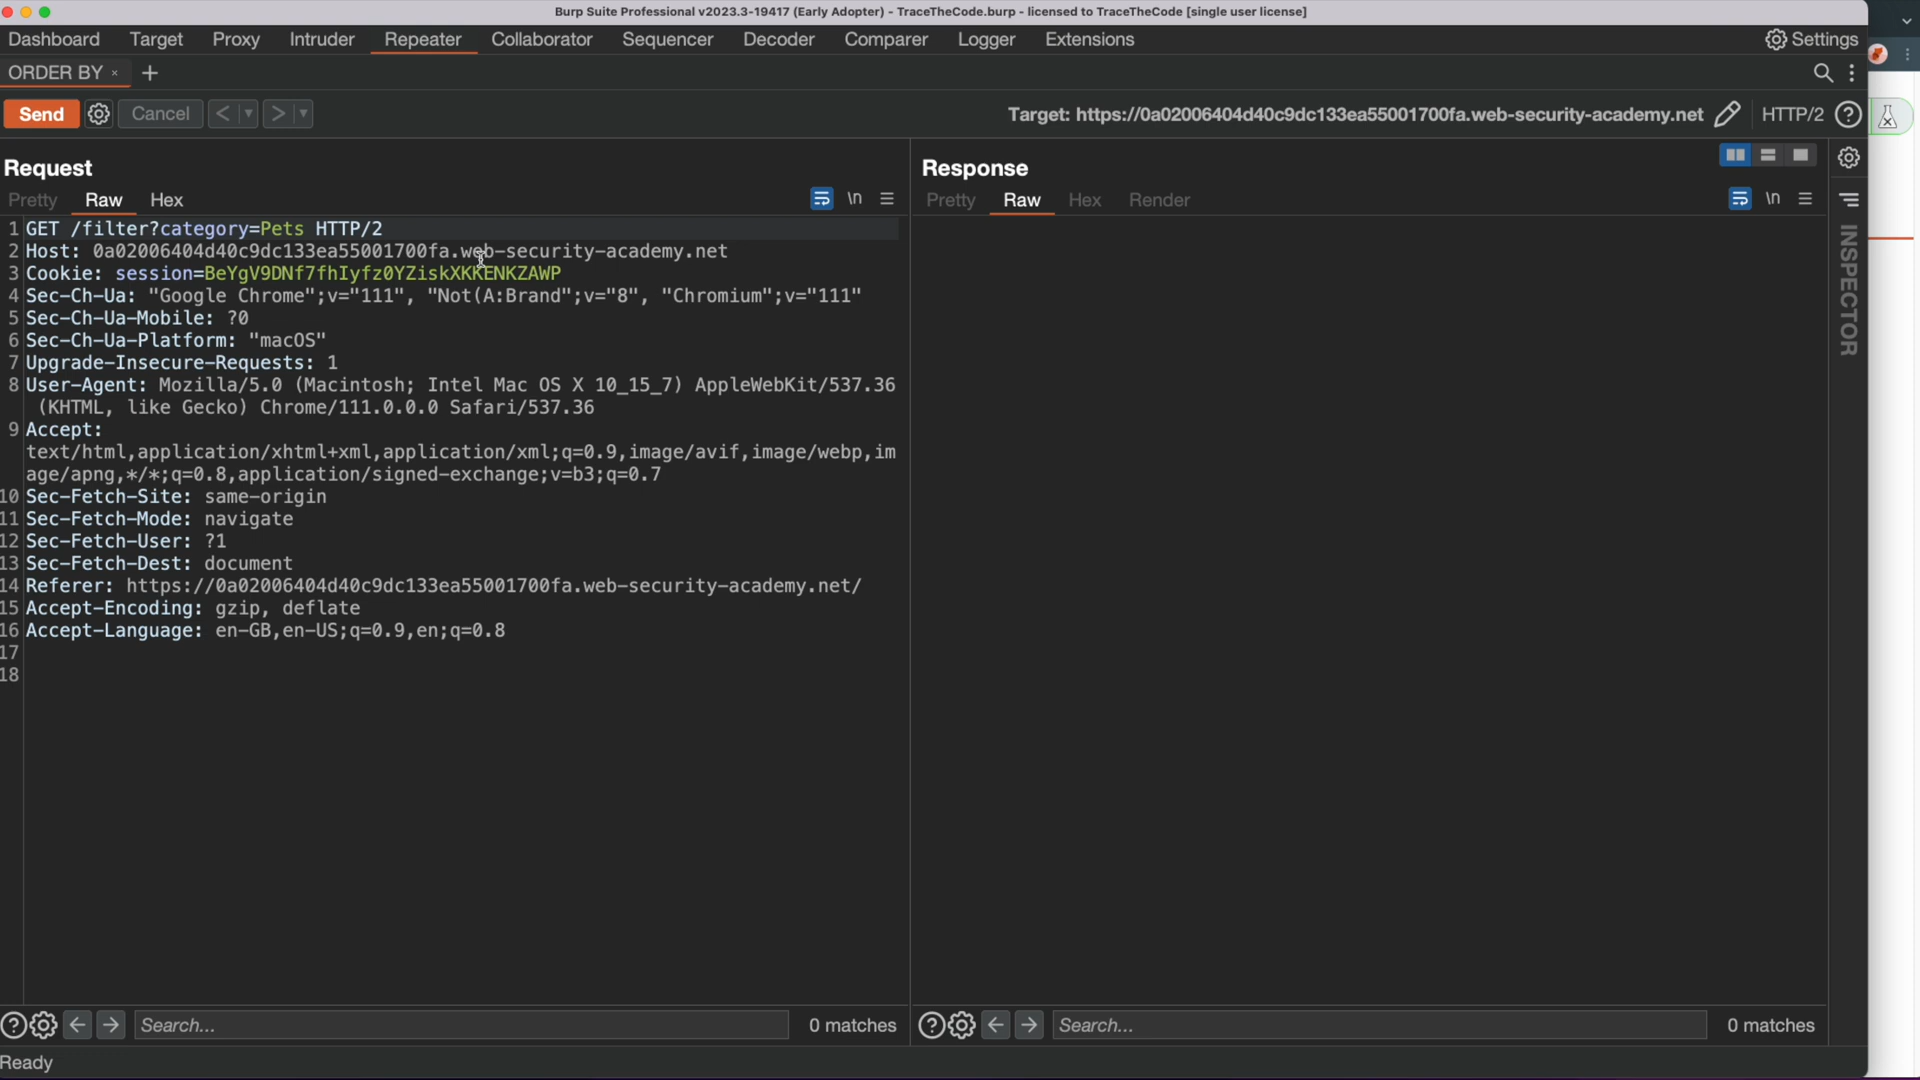 Burp Suite Professional v2023.3-19417 (Early Adopter) - TraceTheCode.burp - licensed to TraceTheCode [single user license]
Dashboard Target Proxy Intruder Repeater Collaborator Sequencer Decoder Comparer Logger Extensions Settings
ORDER BY × +
Send Cancel < > Target: https://0a02006404d40c9dc133ea55001700fa.web-security-academy.net HTTP/2 ?
Request
Pretty Raw Hex \n
1 GET /filter?category=Pets HTTP/2
2 Host: 0a02006404d40c9dc133ea55001700fa.web-security-academy.net
3 Cookie: session=BeYgV9DNf7fhIyfz0YZiskXKKENKZAWP
4 Sec-Ch-Ua: "Google Chrome";v="111", "Not(A:Brand";v="8", "Chromium";v="111"
5 Sec-Ch-Ua-Mobile: ?0
6 Sec-Ch-Ua-Platform: "macOS"
7 Upgrade-Insecure-Requests: 1
8 User-Agent: Mozilla/5.0 (Macintosh; Intel Mac OS X 10_15_7) AppleWebKit/537.36
(KHTML, like Gecko) Chrome/111.0.0.0 Safari/537.36
9 Accept:
text/html,application/xhtml+xml,application/xml;q=0.9,image/avif,image/webp,im
age/apng,*/*;q=0.8,application/signed-exchange;v=b3;q=0.7
10 Sec-Fetch-Site: same-origin
11 Sec-Fetch-Mode: navigate
12 Sec-Fetch-User: ?1
13 Sec-Fetch-Dest: document
14 Referer: https://0a02006404d40c9dc133ea55001700fa.web-security-academy.net/
15 Accept-Encoding: gzip, deflate
16 Accept-Language: en-GB,en-US;q=0.9,en;q=0.8
17
18
? Search... 0 matches
Response
Pretty Raw Hex Render \n
? Search... 0 matches
INSPECTOR
Ready